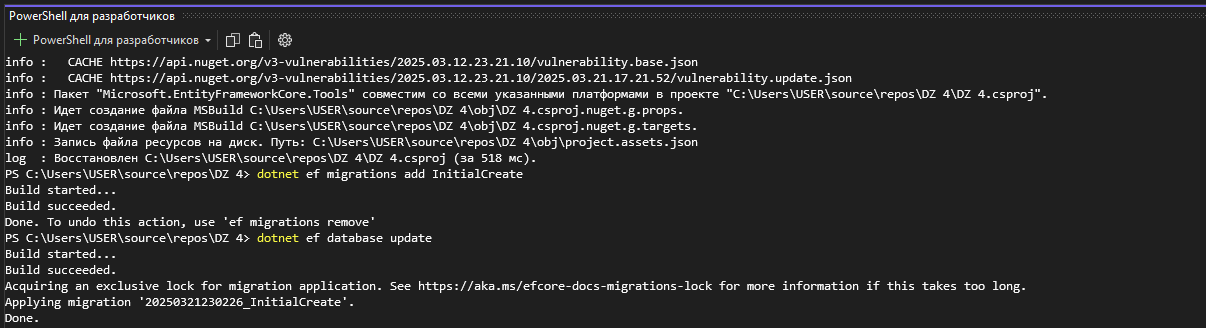 PowerShell для разработчиков
PowerShell для разработчиков
info :   CACHE https://api.nuget.org/v3-vulnerabilities/2025.03.12.23.21.10/vulnerability.base.json
info :   CACHE https://api.nuget.org/v3-vulnerabilities/2025.03.12.23.21.10/2025.03.21.17.21.52/vulnerability.update.json
info : Пакет "Microsoft.EntityFrameworkCore.Tools" совместим со всеми указанными платформами в проекте "C:\Users\USER\source\repos\DZ 4\DZ 4.csproj".
info : Идет создание файла MSBuild C:\Users\USER\source\repos\DZ 4\obj\DZ 4.csproj.nuget.g.props.
info : Идет создание файла MSBuild C:\Users\USER\source\repos\DZ 4\obj\DZ 4.csproj.nuget.g.targets.
info : Запись файла ресурсов на диск. Путь: C:\Users\USER\source\repos\DZ 4\obj\project.assets.json
log  : Восстановлен C:\Users\USER\source\repos\DZ 4\DZ 4.csproj (за 518 мс).
PS C:\Users\USER\source\repos\DZ 4> dotnet ef migrations add InitialCreate
Build started...
Build succeeded.
Done. To undo this action, use 'ef migrations remove'
PS C:\Users\USER\source\repos\DZ 4> dotnet ef database update
Build started...
Build succeeded.
Acquiring an exclusive lock for migration application. See https://aka.ms/efcore-docs-migrations-lock for more information if this takes too long.
Applying migration '20250321230226_InitialCreate'.
Done.